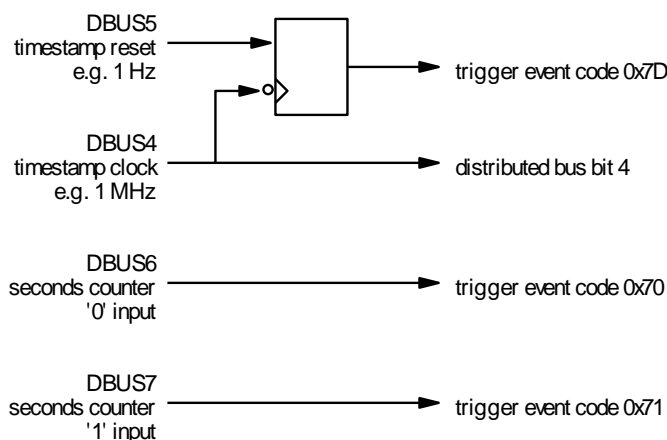 DBUS5
timestamp reset
e.g. 1 Hz
trigger event code 0x7D
DBUS4
timestamp clock
e.g. 1 MHz
distributed bus bit 4
DBUS6
seconds counter
'0' input
trigger event code 0x70
DBUS7
seconds counter
'1' input
trigger event code 0x71